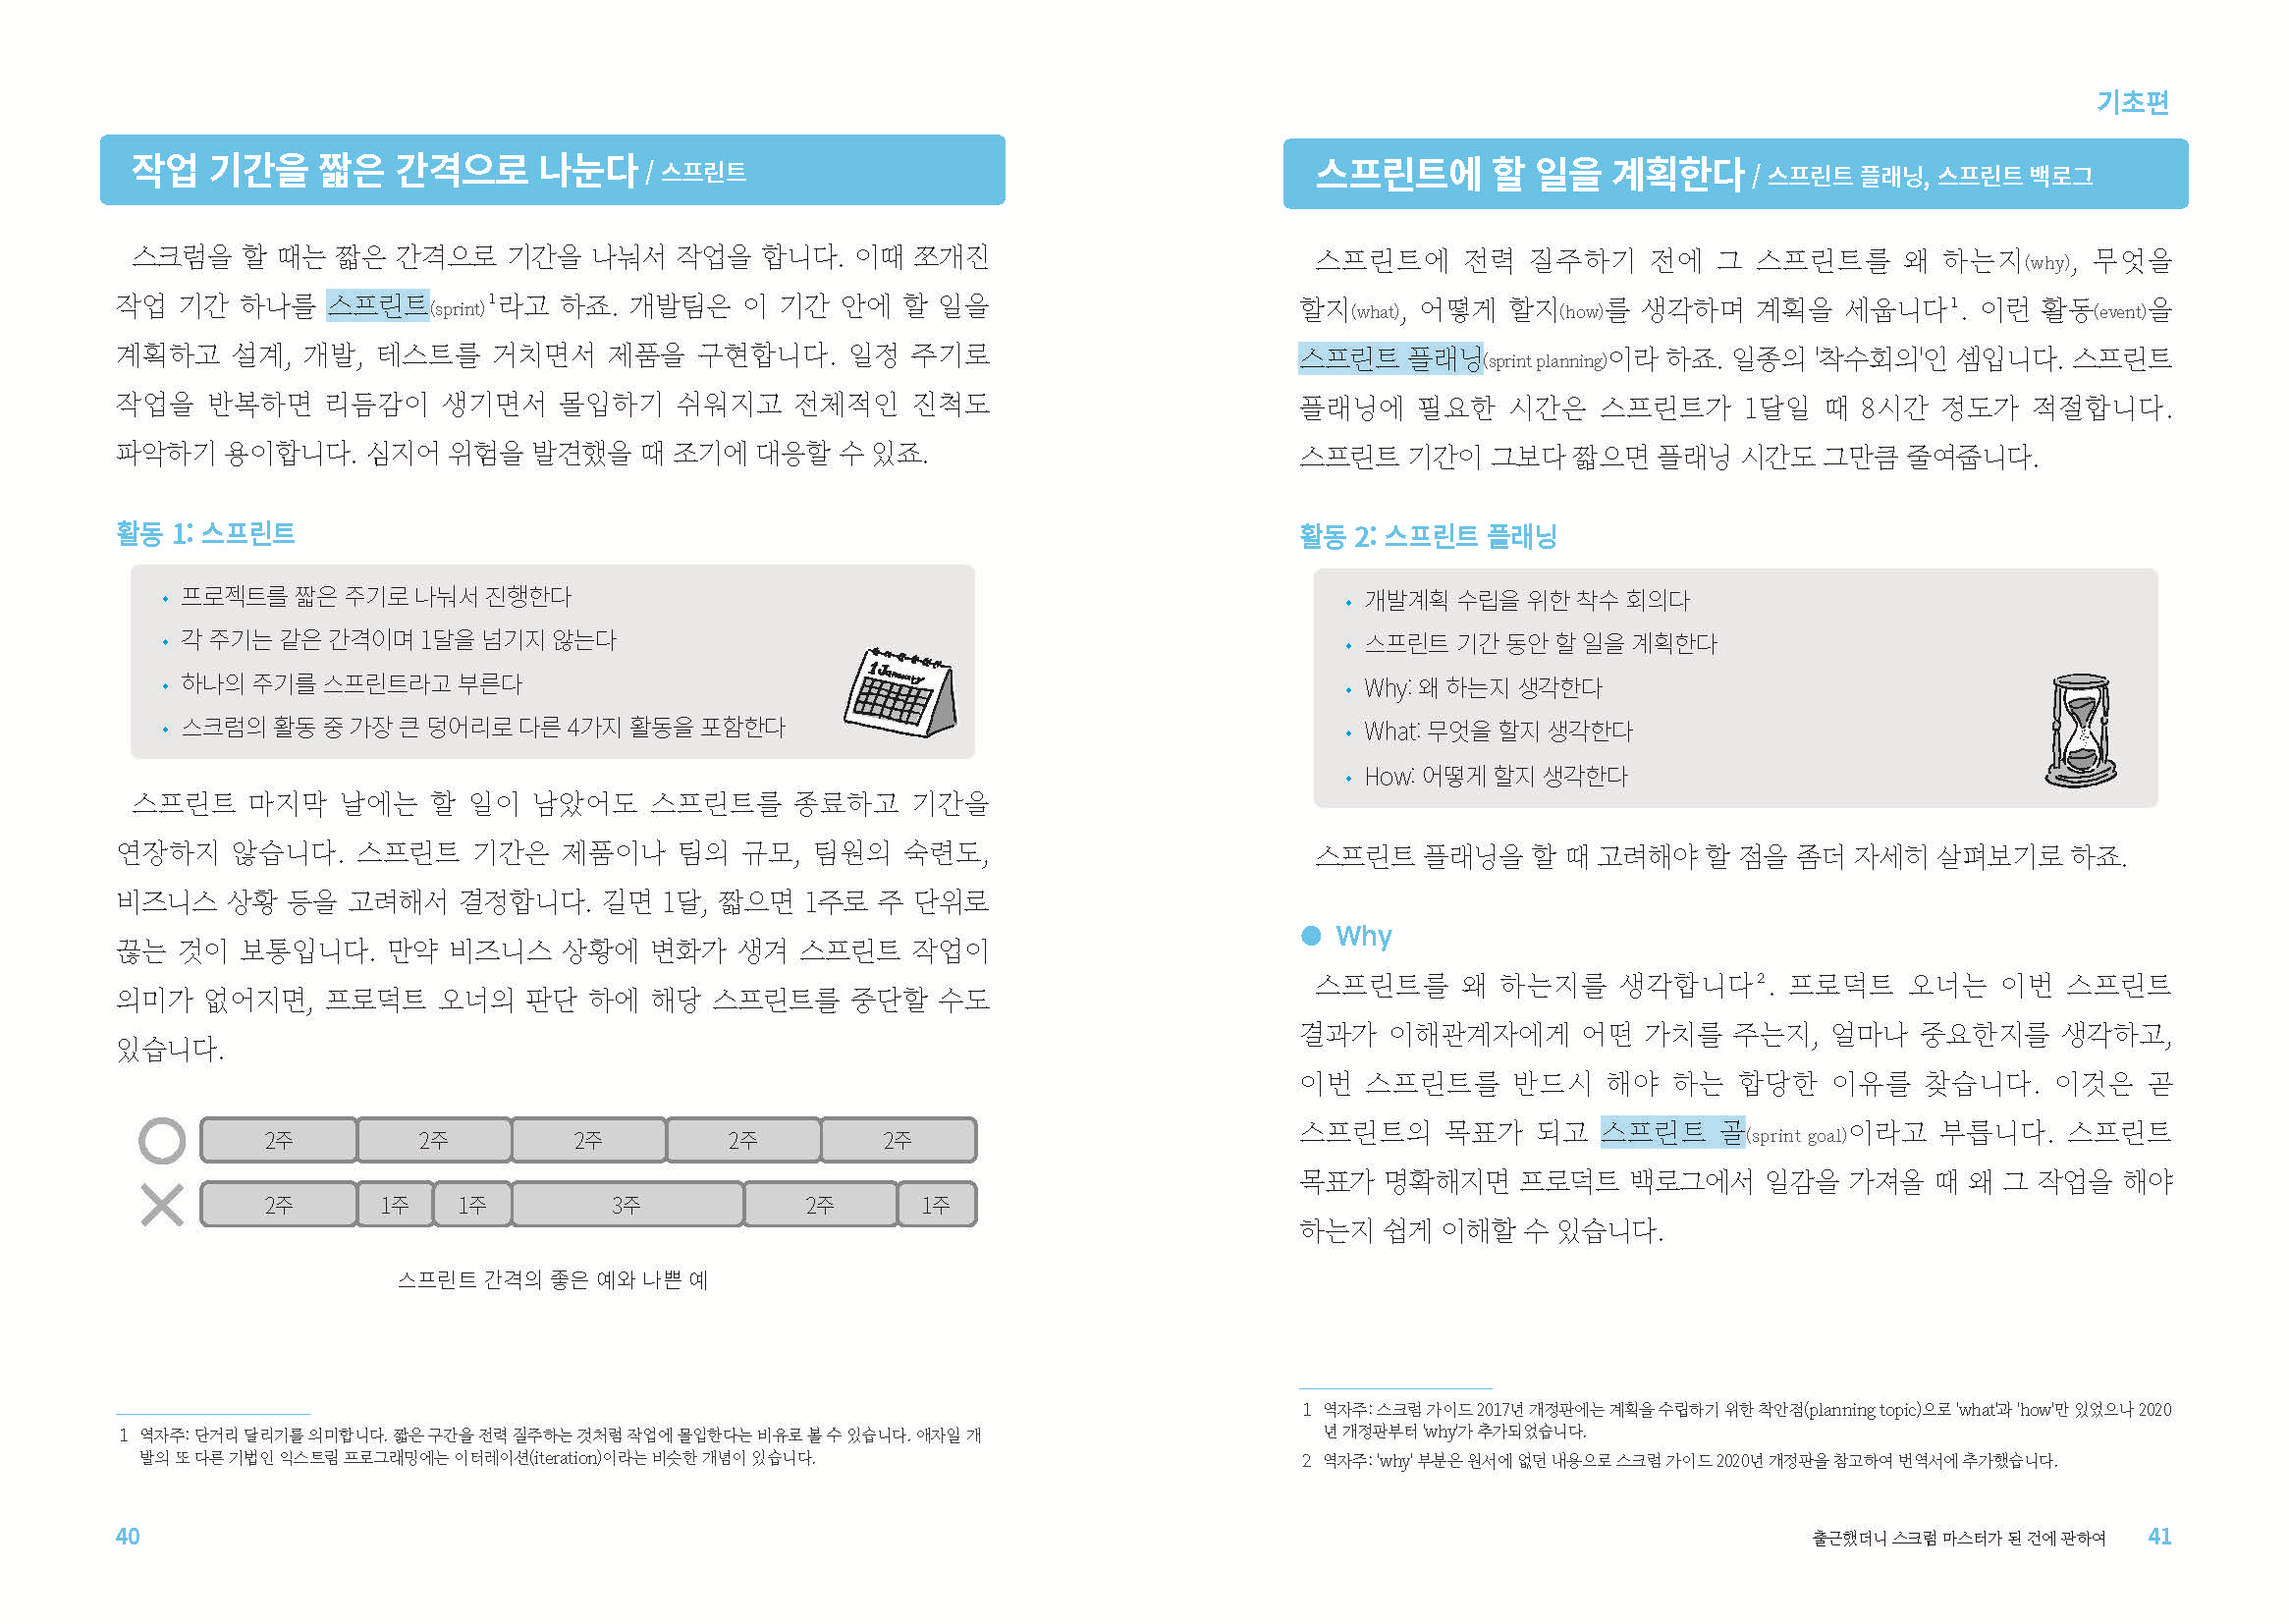 작업 기간을 짧은 간격으로 나눈다 / 스프린트
스크럼을 할 때는 짧은 간격으로 기간을 나눠서 작업을 합니다. 이때 쪼개진
작업 기간 하나를 스프린트(sprint)¹라고 하죠. 개발팀은 이 기간 안에 할 일을
계획하고 설계, 개발, 테스트를 거치면서 제품을 구현합니다. 일정 주기로
작업을 반복하면 리듬감이 생기면서 몰입하기 쉬워지고 전체적인 진척도
파악하기 용이합니다. 심지어 위험을 발견했을 때 조기에 대응할 수 있죠.
활동 1: 스프린트
• 프로젝트를 짧은 주기로 나눠서 진행한다
• 각 주기는 같은 간격이며 1달을 넘기지 않는다
• 하나의 주기를 스프린트라고 부른다
• 스크럼의 활동 중 가장 큰 덩어리로 다른 4가지 활동을 포함한다
1 January
스프린트 마지막 날에는 할 일이 남았어도 스프린트를 종료하고 기간을
연장하지 않습니다. 스프린트 기간은 제품이나 팀의 규모, 팀원의 숙련도,
비즈니스 상황 등을 고려해서 결정합니다. 길면 1달, 짧으면 1주로 주 단위로
끊는 것이 보통입니다. 만약 비즈니스 상황에 변화가 생겨 스프린트 작업이
의미가 없어지면, 프로덕트 오너의 판단 하에 해당 스프린트를 중단할 수도
있습니다.
2주 2주 2주 2주 2주
2주 1주 1주 3주 2주 1주
스프린트 간격의 좋은 예와 나쁜 예
1 역자주: 단거리 달리기를 의미합니다. 짧은 구간을 전력 질주하는 것처럼 작업에 몰입한다는 비유로 볼 수 있습니다. 애자일 개
발의 또 다른 기법인 익스트림 프로그래밍에는 이터레이션(iteration)이라는 비슷한 개념이 있습니다.
40
기초편
스프린트에 할 일을 계획한다 / 스프린트 플래닝, 스프린트 백로그
스프린트에 전력 질주하기 전에 그 스프린트를 왜 하는지(why), 무엇을
할지(what), 어떻게 할지(how)를 생각하며 계획을 세웁니다¹. 이런 활동(event)을
스프린트 플래닝(sprint planning)이라 하죠. 일종의 '착수회의'인 셈입니다. 스프린트
플래닝에 필요한 시간은 스프린트가 1달일 때 8시간 정도가 적절합니다.
스프린트 기간이 그보다 짧으면 플래닝 시간도 그만큼 줄여줍니다.
활동 2: 스프린트 플래닝
• 개발계획 수립을 위한 착수 회의다
• 스프린트 기간 동안 할 일을 계획한다
• Why: 왜 하는지 생각한다
• What: 무엇을 할지 생각한다
• How: 어떻게 할지 생각한다
스프린트 플래닝을 할 때 고려해야 할 점을 좀더 자세히 살펴보기로 하죠.
● Why
스프린트를 왜 하는지를 생각합니다². 프로덕트 오너는 이번 스프린트
결과가 이해관계자에게 어떤 가치를 주는지, 얼마나 중요한지를 생각하고,
이번 스프린트를 반드시 해야 하는 합당한 이유를 찾습니다. 이것은 곧
스프린트의 목표가 되고 스프린트 골(sprint goal)이라고 부릅니다. 스프린트
목표가 명확해지면 프로덕트 백로그에서 일감을 가져올 때 왜 그 작업을 해야
하는지 쉽게 이해할 수 있습니다.
1 역자주: 스크럼 가이드 2017년 개정판에는 계획을 수립하기 위한 착안점(planning topic)으로 'what'과 'how'만 있었으나 2020
년 개정판부터 'why'가 추가되었습니다.
2 역자주: 'why' 부분은 원서에 없던 내용으로 스크럼 가이드 2020년 개정판을 참고하여 번역서에 추가했습니다.
출근했더니 스크럼 마스터가 된 건에 관하여 41